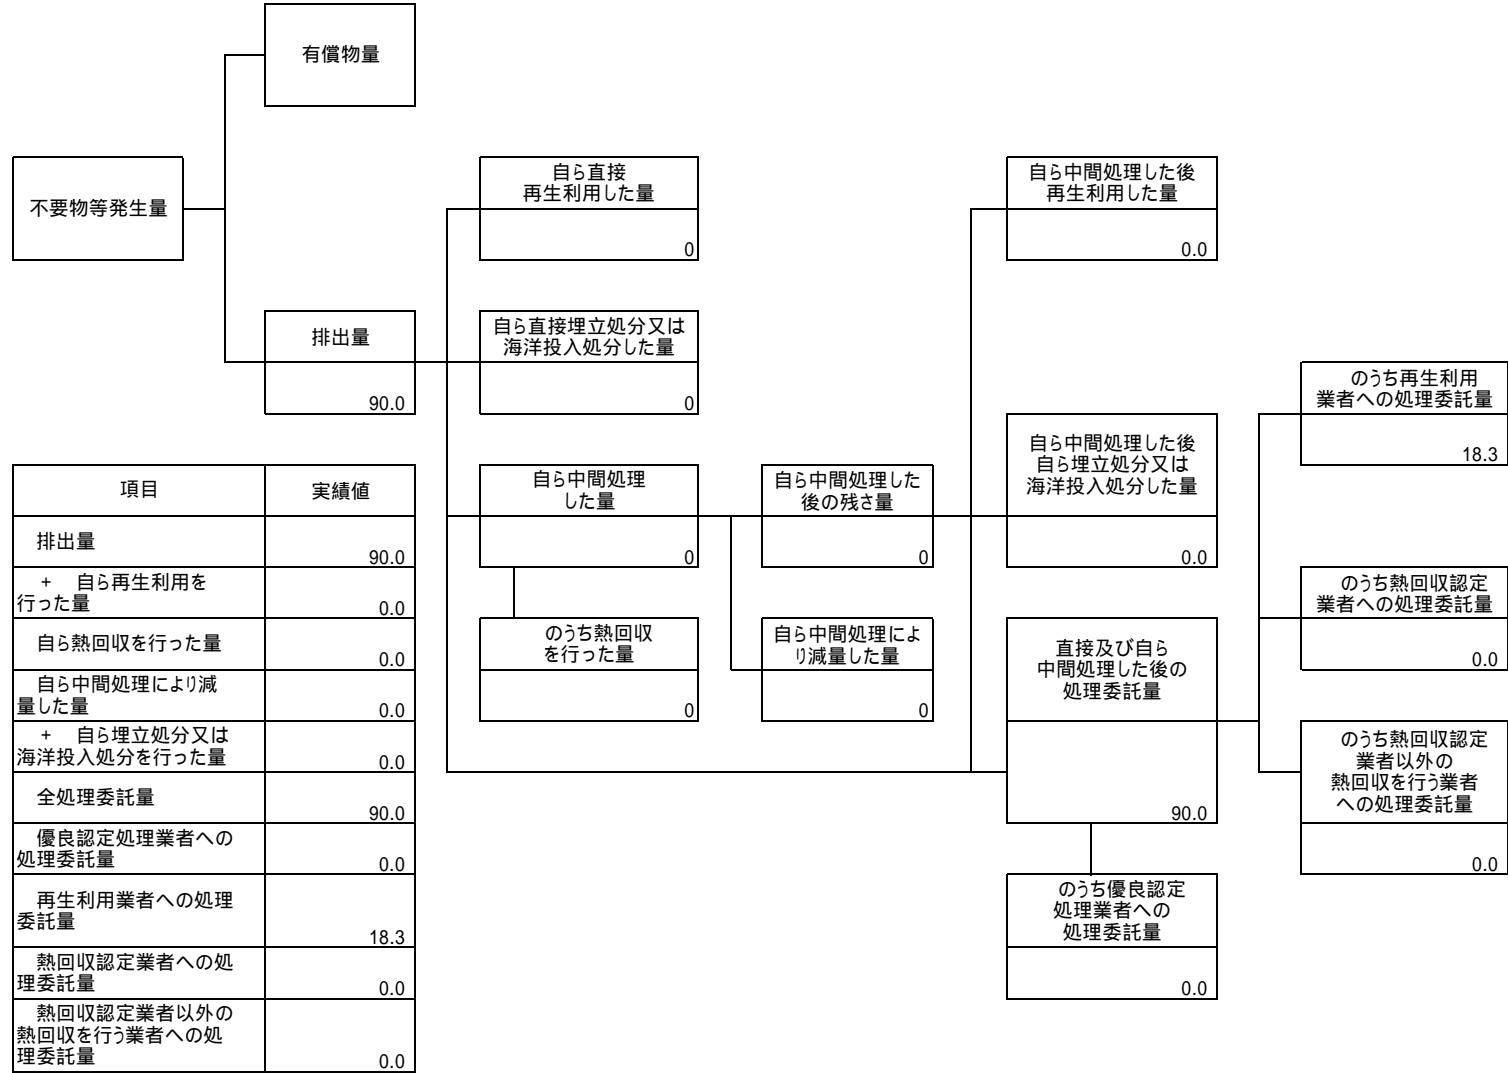 有償物量
不要物等発生量
自ら直接
再生利用した量
0
自ら中間処理した後
再生利用した量
0.0
排出量
90.0
自ら直接埋立処分又は
海洋投入処分した量
0
のうち再生利用
業者への処理委託量
18.3
自ら中間処理
した量
0
自ら中間処理した
後の残さ量
0
自ら中間処理した後
自ら埋立処分又は
海洋投入処分した量
0.0
のうち熱回収認定
業者への処理委託量
0.0
のうち熱回収
を行った量
0
自ら中間処理によ
り減量した量
0
直接及び自ら
中間処理した後の
処理委託量
90.0
のうち熱回収認定
業者以外の
熱回収を行う業者
への処理委託量
0.0
のうち優良認定
処理業者への
処理委託量
0.0
項目 実績値
排出量
90.0
+ 自ら再生利用を
行った量
0.0
自ら熱回収を行った量
0.0
自ら中間処理により減
量した量
0.0
+ 自ら埋立処分又は
海洋投入処分を行った量
0.0
全処理委託量
90.0
優良認定処理業者への
処理委託量
0.0
再生利用業者への処理
委託量
18.3
熱回収認定業者への処
理委託量
0.0
熱回収認定業者以外の
熱回収を行う業者への処
理委託量
0.0